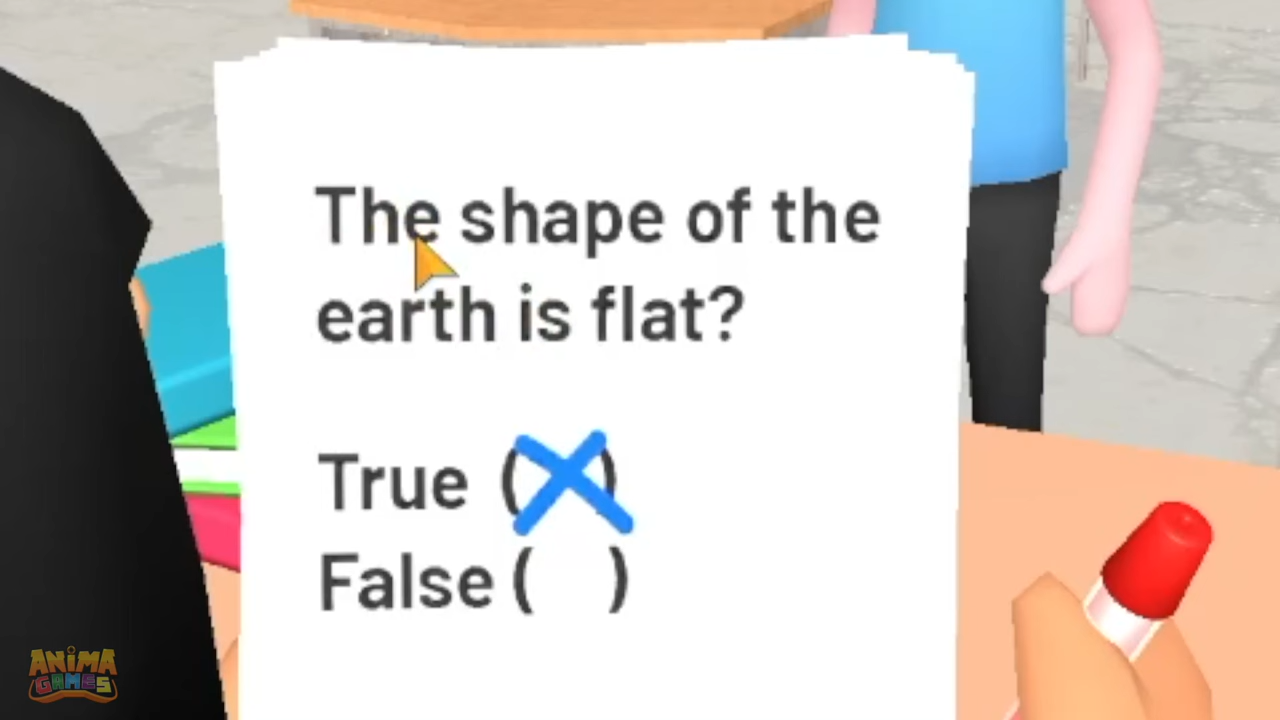 The shape of the
earth is flat?
True ( )
False ( )
ANIMA
GAMES